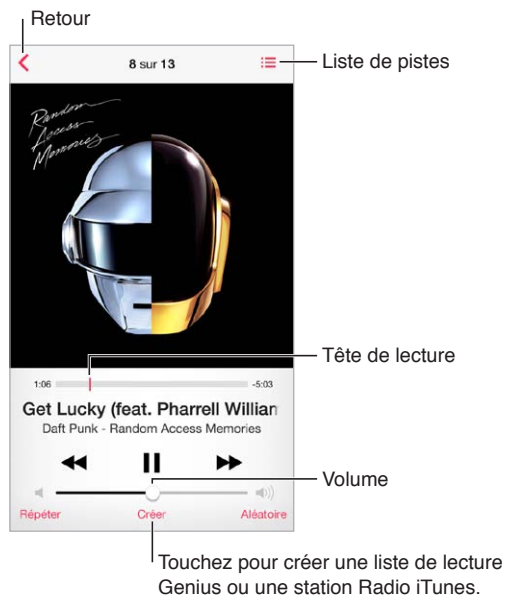 Retour
8 sur 13
Liste de pistes
Random
Access
Memories
Tête de lecture
1:06
-5:03
Get Lucky (feat. Pharrell Willian
Daft Punk - Random Access Memories
Volume
Répéter
Créer
Aléatoire
Touchez pour créer une liste de lecture
Genius ou une station Radio iTunes.